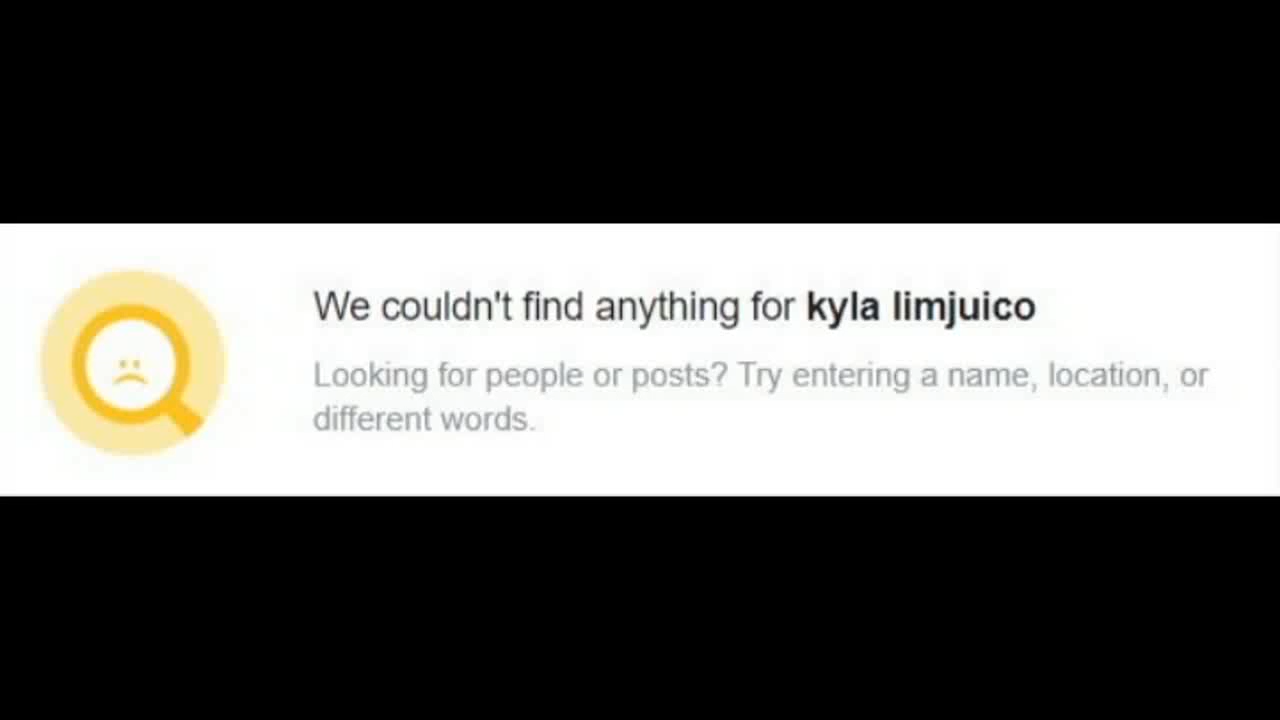 We couldn't find anything for kyla limjuico
Looking for people or posts? Try entering a name, location, or
different words.